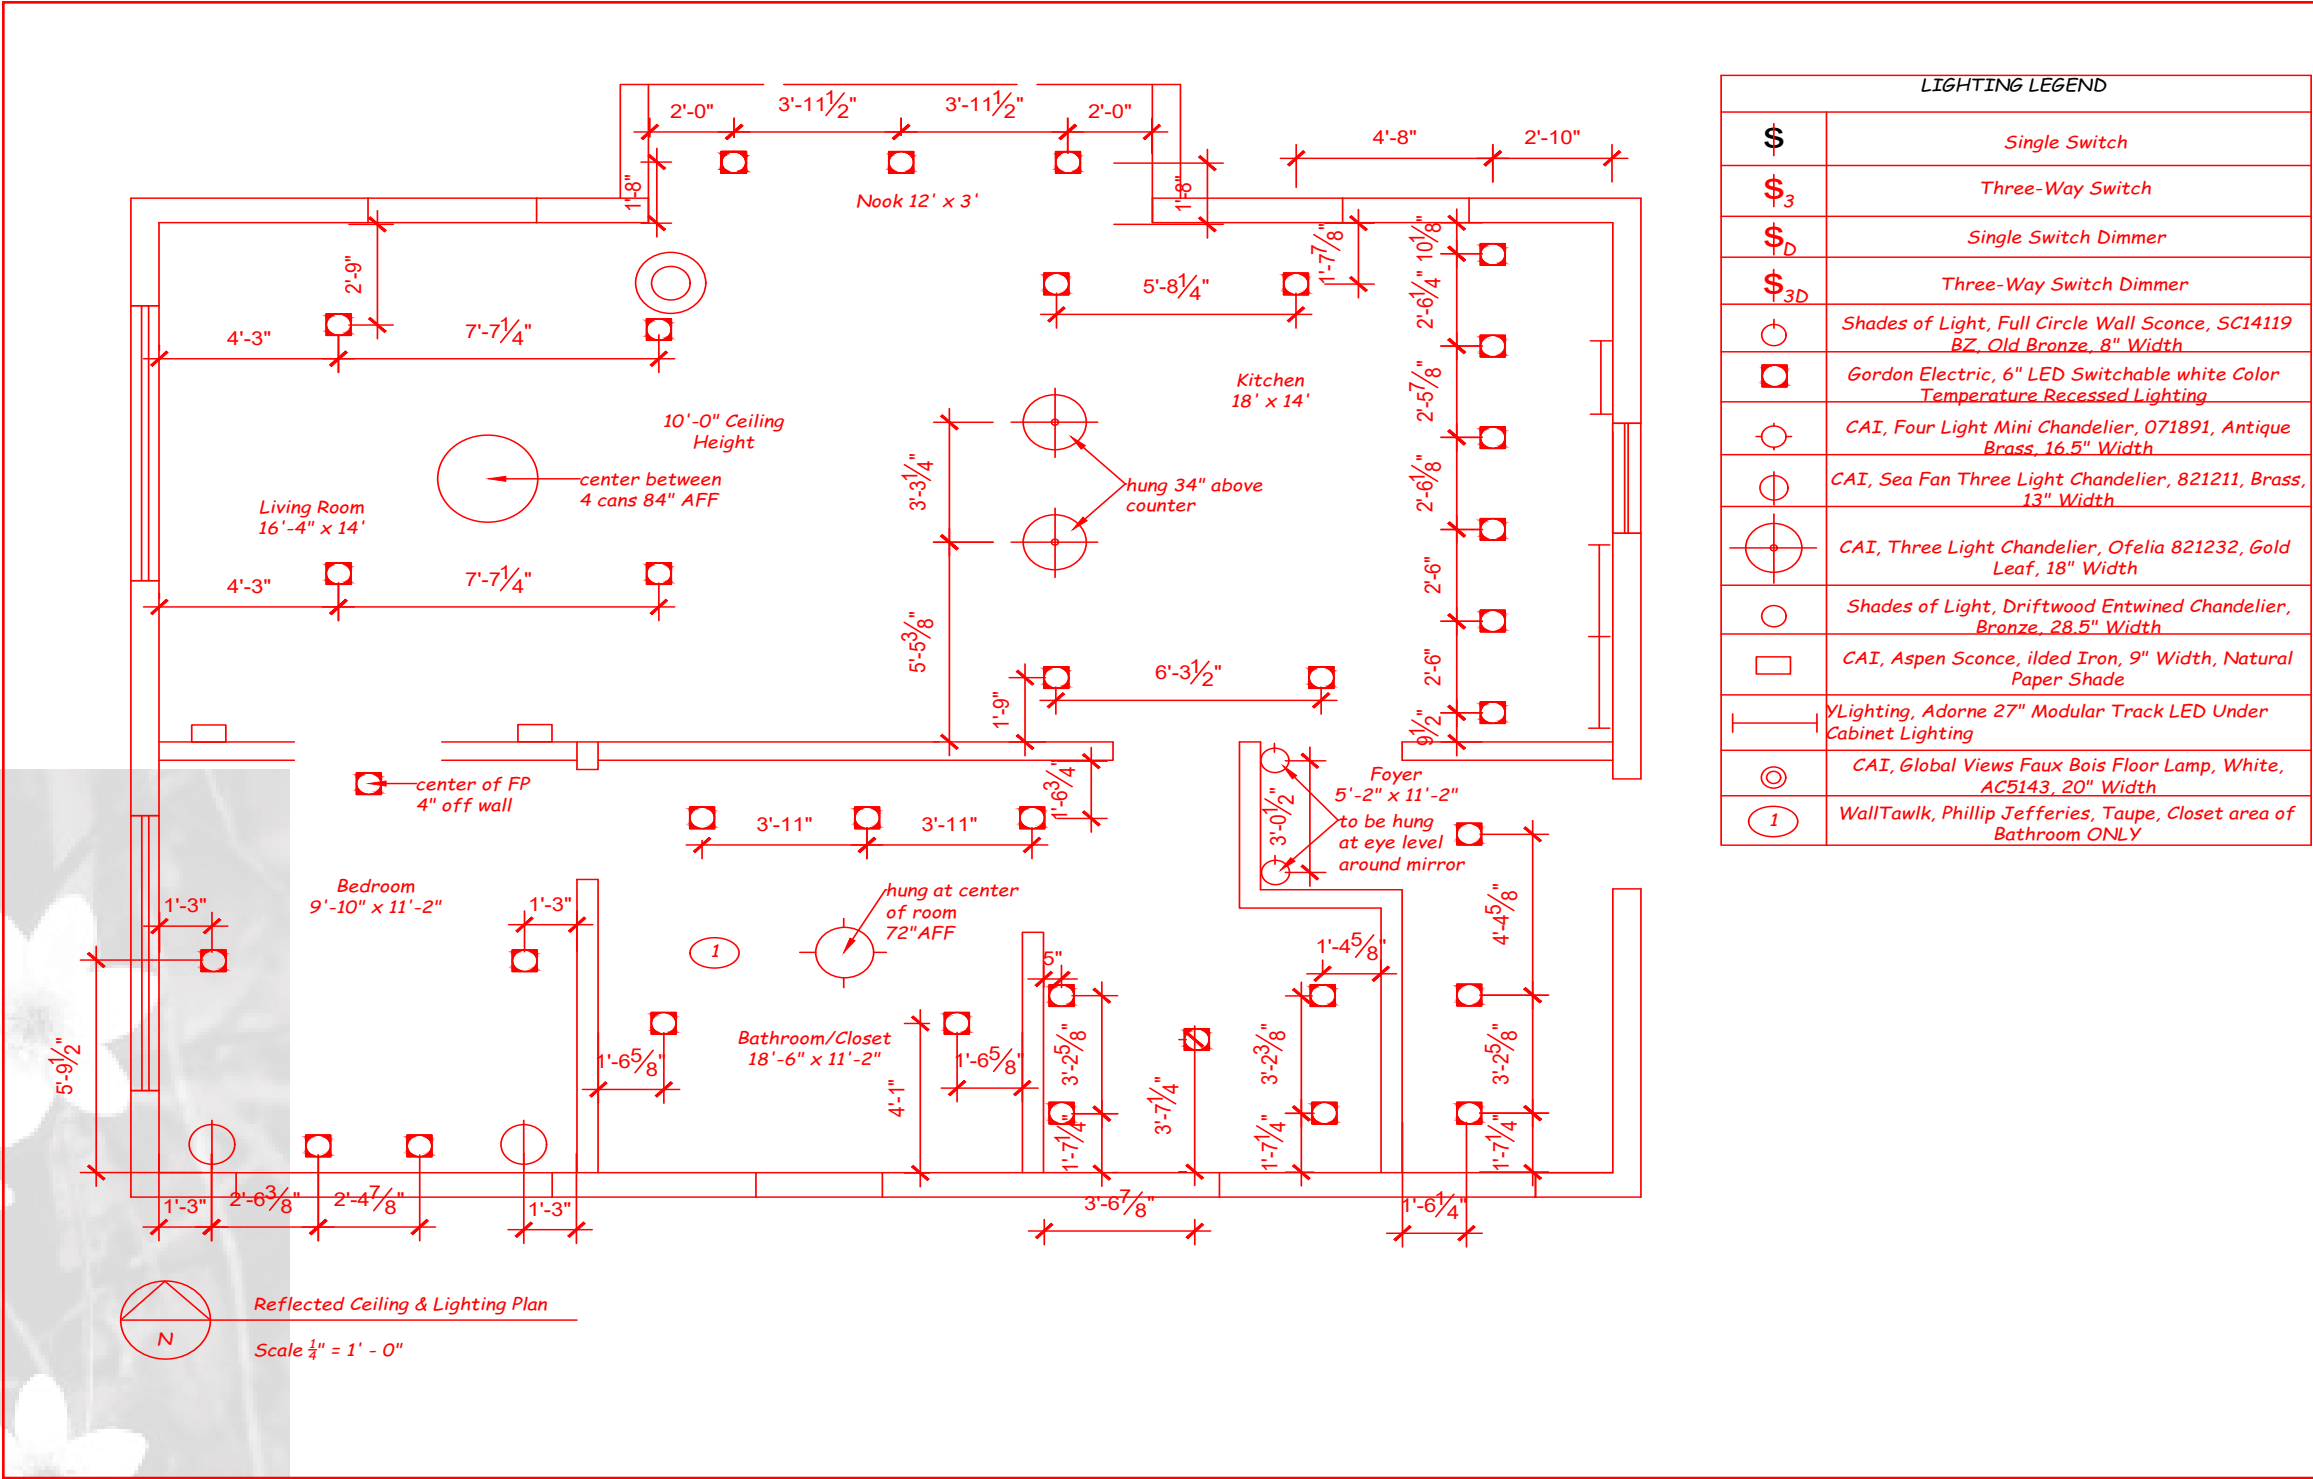 LIGHTING LEGEND
S Single Switch
S3 Three-Way Switch
SD Single Switch Dimmer
S3D Three-Way Switch Dimmer
Shades of Light, Full Circle Wall Sconce, SC14119
BZ, Old Bronze, 8" Width
Gordon Electric, 6" LED Switchable white Color
Temperature Recessed Lighting
CAI, Four Light Mini Chandelier, 071891, Antique
Brass, 16.5" Width
CAI, Sea Fan Three Light Chandelier, 821211, Brass,
13" Width
CAI, Three Light Chandelier, Ofelia 821232, Gold
Leaf, 18" Width
Shades of Light, Driftwood Entwined Chandelier,
Bronze, 28.5" Width
CAI, Aspen Sconce, ilded Iron, 9" Width, Natural
Paper Shade
YLighting, Adorne 27" Modular Track LED Under
Cabinet Lighting
CAI, Global Views Faux Bois Floor Lamp, White,
AC5143, 20" Width
1 WallTawlk, Phillip Jefferies, Taupe, Closet area of
Bathroom ONLY
2'-0" 3'-11½" 3'-11½" 2'-0"
4'-8" 2'-10"
1'-8"
Nook 12' x 3'
1'-8"
2'-9"
1'-7⅞"
10⅛"
5'-8¼"
2'-6¼"
4'-3" 7'-7¼"
Kitchen
18' x 14'
2'-5⅞"
10'-0" Ceiling
Height
center between
4 cans 84" AFF
3'-3¼"
hung 34" above
counter
2'-6⅛"
Living Room
16'-4" x 14'
4'-3" 7'-7¼"
2'-6"
5'-5⅜"
6'-3½"
2'-6"
1'-9"
9½"
center of FP
4" off wall
1'-6¾"
Foyer
5'-2" x 11'-2"
to be hung
at eye level
around mirror
3'-0½"
3'-11" 3'-11"
Bedroom
9'-10" x 11'-2"
1'-3" 1'-3"
hung at center
of room
72"AFF
4'-4⅝"
1
5"
1'-4⅝"
Bathroom/Closet
18'-6" x 11'-2"
5'-9½"
1'-6⅝"
4'-1"
1'-6⅝"
3'-2⅝"
3'-7¼"
3'-2⅜"
3'-2⅝"
1'-7¼"
1'-7¼"
1'-7¼"
1'-3" 2'-6⅜" 2'-4⅞" 1'-3"
3'-6⅞" 1'-6¼"
N
Reflected Ceiling & Lighting Plan
Scale ¼" = 1' - 0"